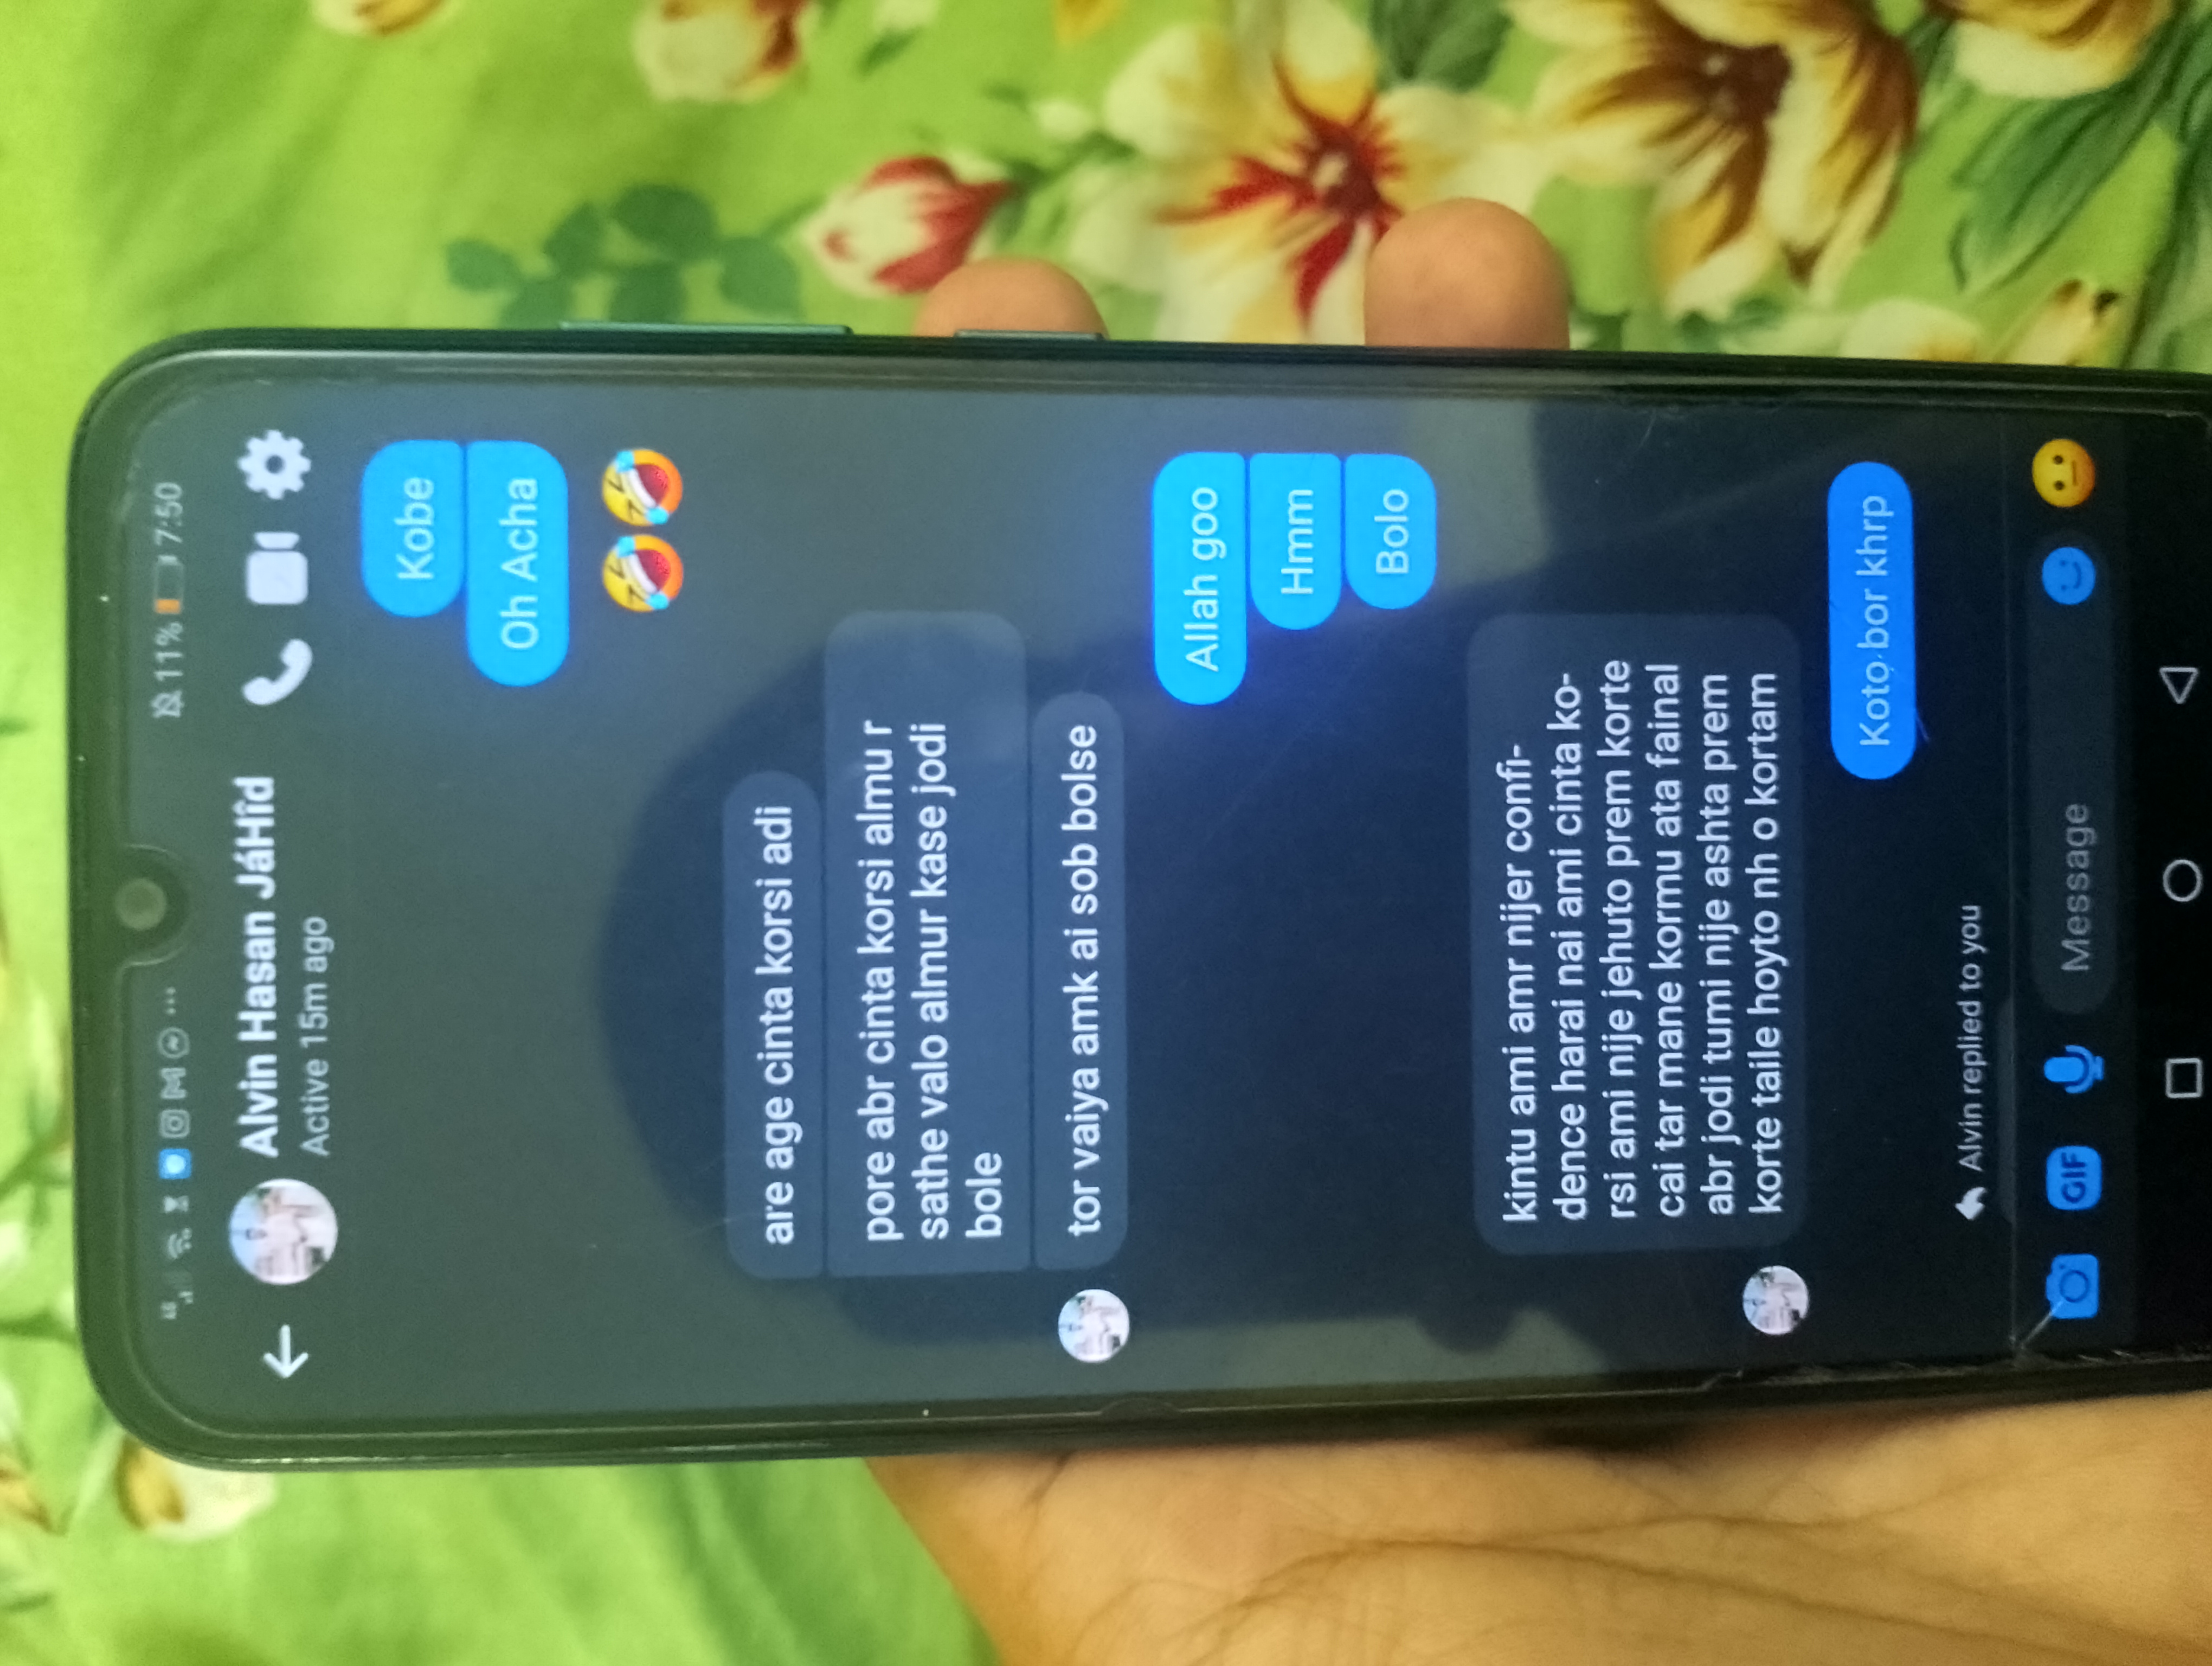 11% 7:50
Alvin Hasan JáHîd
Active 15m ago
Kobe
Oh Acha
are age cinta korsi adi
pore abr cinta korsi almu r
sathe valo almur kase jodi
bole
tor vaiya amk ai sob bolse
Allah goo
Hmm
Bolo
kintu ami amr nijer confi-
dence harai nai ami cinta ko-
rsi ami nije jehuto prem korte
cai tar mane kormu ata fainal
abr jodi tumi nije ashta prem
korte taile hoyto nh o kortam
Koto bor khrp
Alvin replied to you
GIF
Message